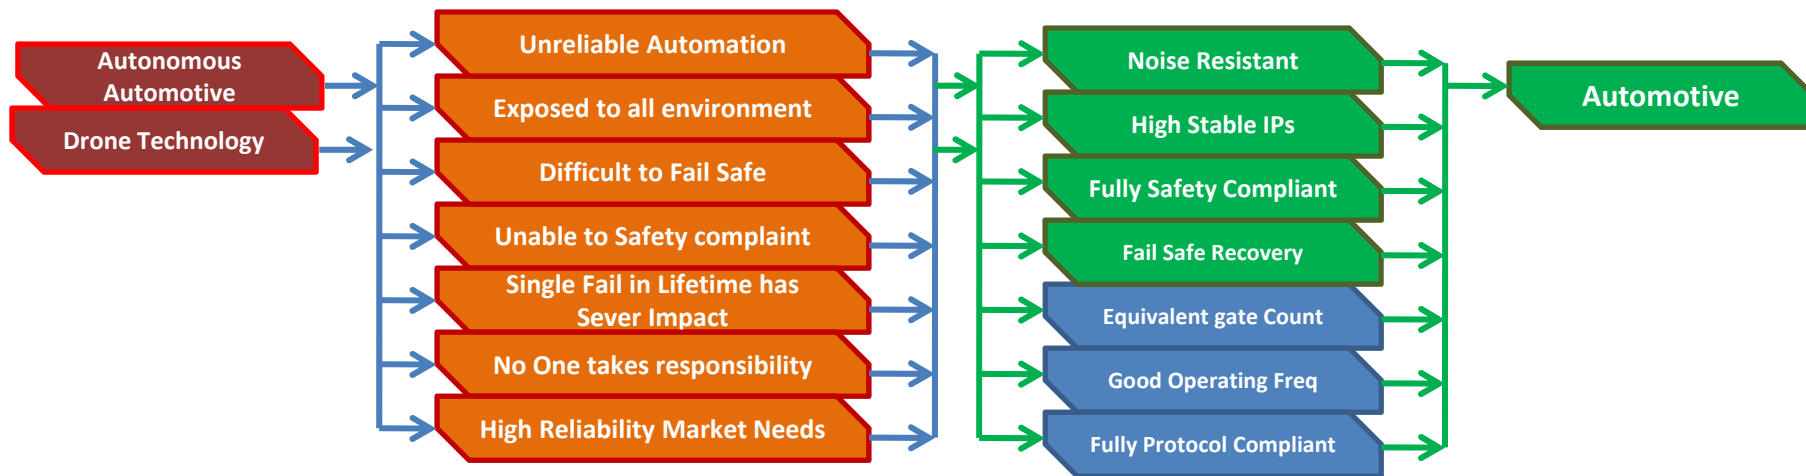 Autonomous
Automotive
Drone Technology
Unreliable Automation
Exposed to all environment
Difficult to Fail Safe
Unable to Safety complaint
Single Fail in Lifetime has
Sever Impact
No One takes responsibility
High Reliability Market Needs
Noise Resistant
High Stable IPs
Fully Safety Compliant
Fail Safe Recovery
Equivalent gate Count
Good Operating Freq
Fully Protocol Compliant
Automotive